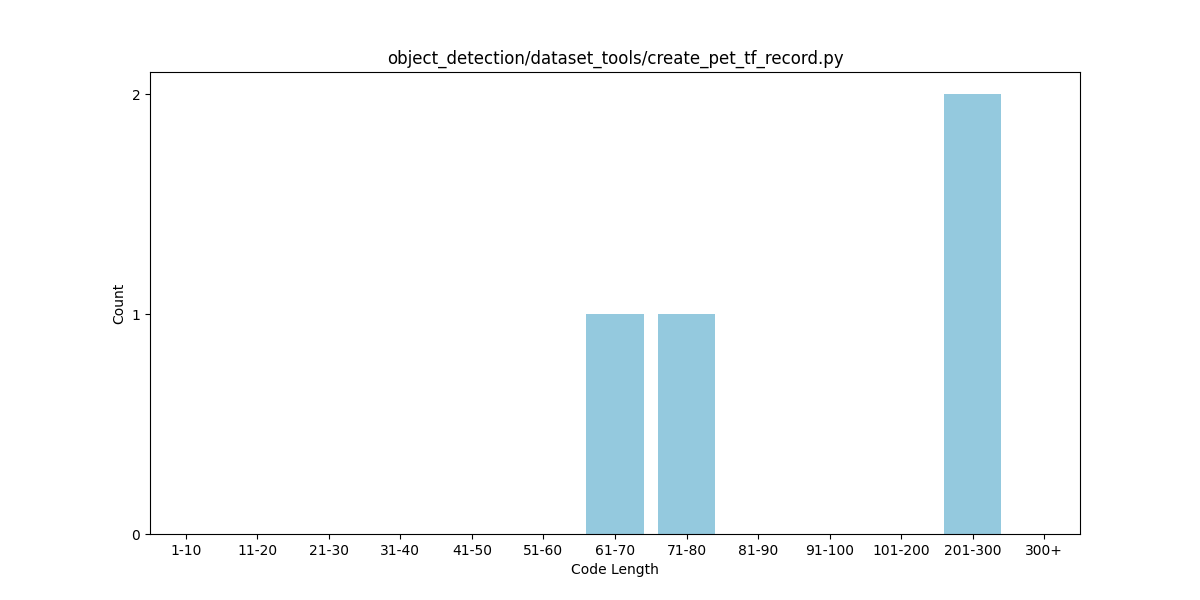 object_detection/dataset_tools/create_pet_tf_record.py
2
1
0
Count
1-10 11-20 21-30 31-40 41-50 51-60 61-70 71-80 81-90 91-100 101-200 201-300 300+
Code Length